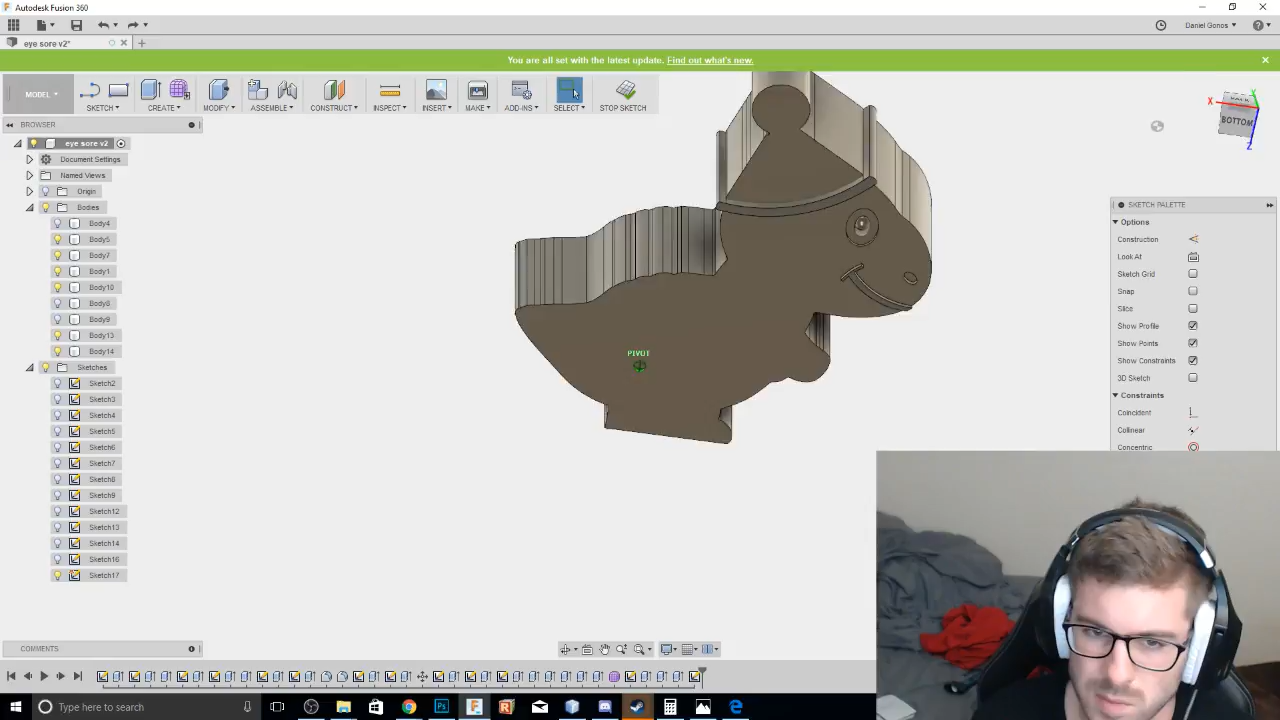 Autodesk Fusion 360
Daniel Gonos
eye sore v2*
You are all set with the latest update. Find out what's new.
MODEL
SKETCH
CREATE
MODIFY
ASSEMBLE
CONSTRUCT
INSPECT
INSERT
MAKE
ADD-INS
SELECT
STOP SKETCH
X
Y
BACK
BOTTOM
Z
BROWSER
eye sore v2
Document Settings
Named Views
Origin
Bodies
Body4
Body5
Body7
Body1
Body10
Body8
Body9
Body13
Body14
Sketches
Sketch2
Sketch3
Sketch4
Sketch5
Sketch6
Sketch7
Sketch8
Sketch9
Sketch12
Sketch13
Sketch14
Sketch16
Sketch17
PIVOT
SKETCH PALETTE
Options
Construction
Look At
Sketch Grid
Snap
Slice
Show Profile
Show Points
Show Constraints
3D Sketch
Constraints
Coincident
Collinear
Concentric
COMMENTS
Type here to search